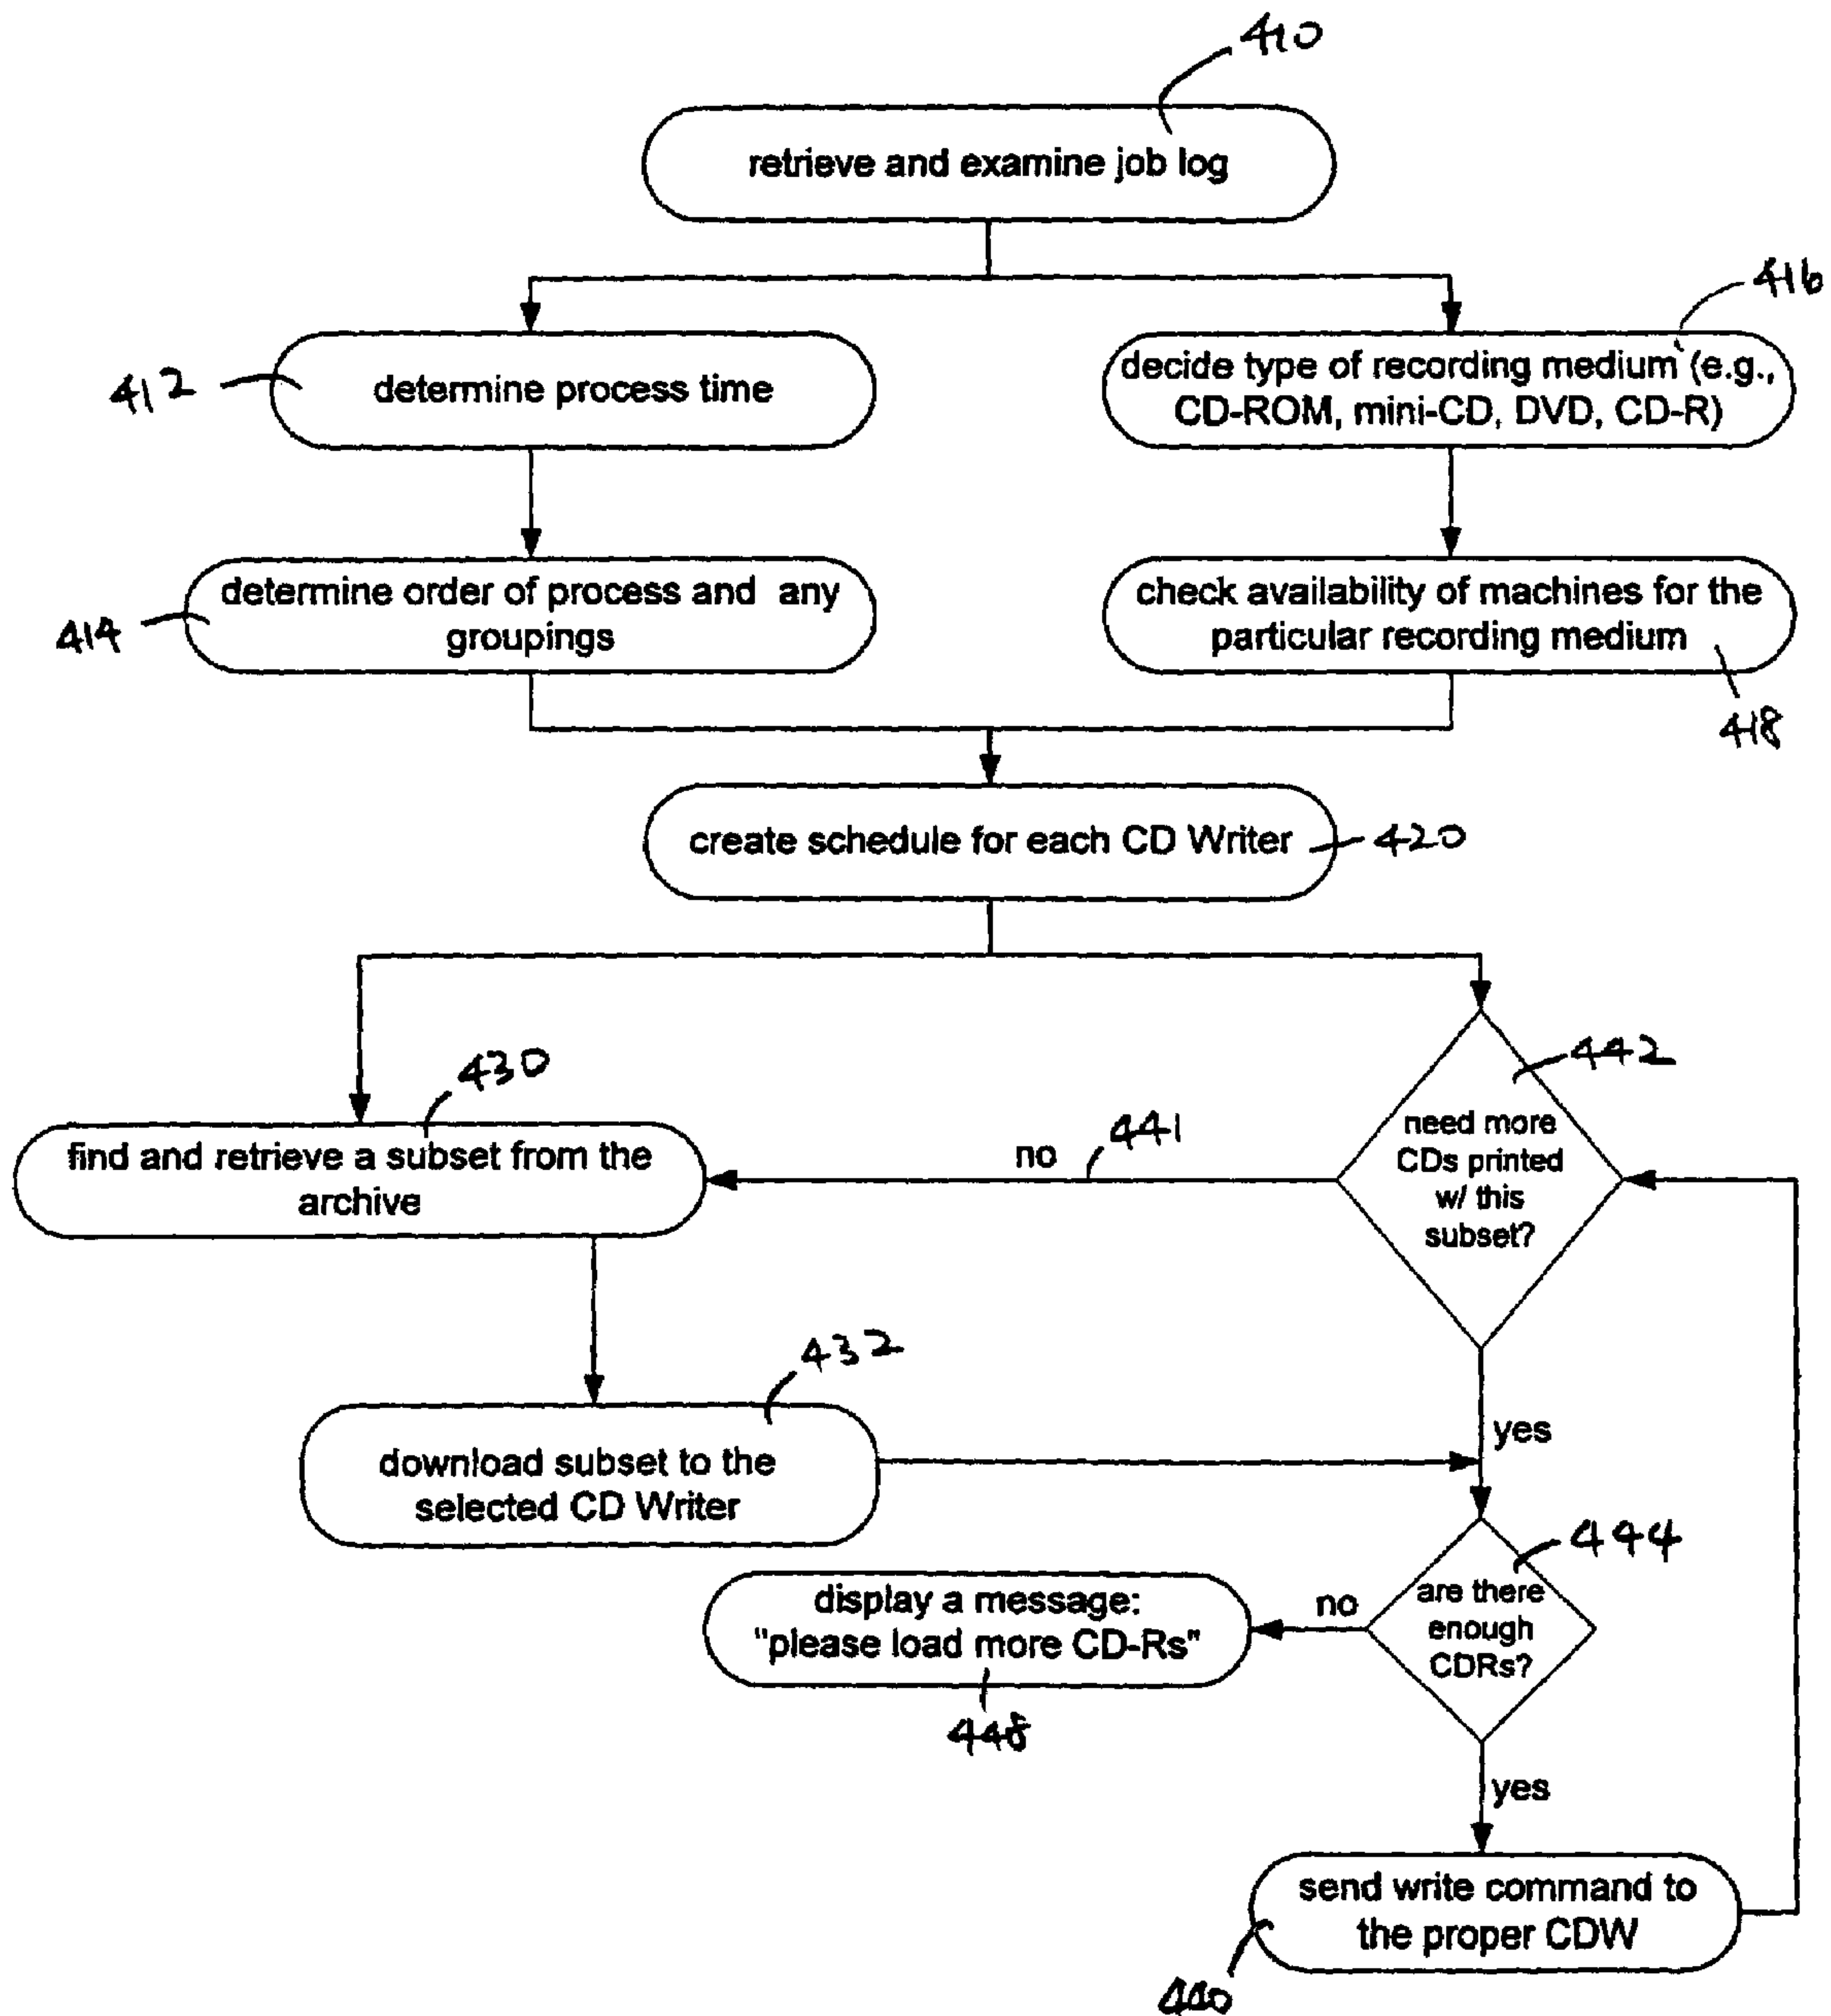 410
retrieve and examine job log
416
412
determine process time
decide type of recording medium (e.g.,
CD-ROM, mini-CD, DVD, CD-R)
414
determine order of process and any
groupings
check availability of machines for the
particular recording medium
418
create schedule for each CD Writer
420
442
need more
CDs printed
w/ this
subset?
430
find and retrieve a subset from the
archive
no
441
432
download subset to the
selected CD Writer
yes
444
are there
enough
CDRs?
no
display a message:
"please load more CD-Rs"
448
yes
send write command to
the proper CDW
440